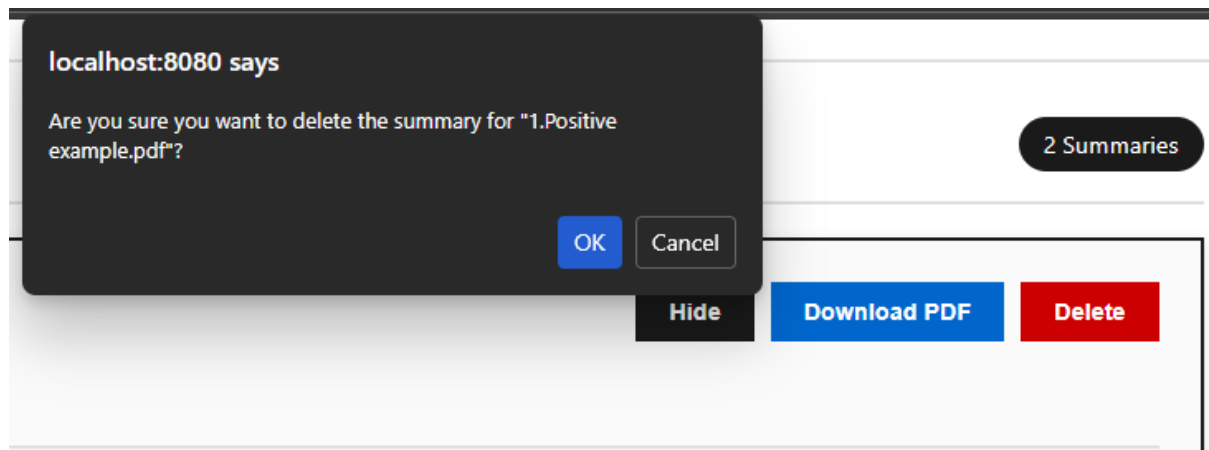 localhost:8080 says
Are you sure you want to delete the summary for "1.Positive
example.pdf"?
2 Summaries
OK
Cancel
Hide
Download PDF
Delete